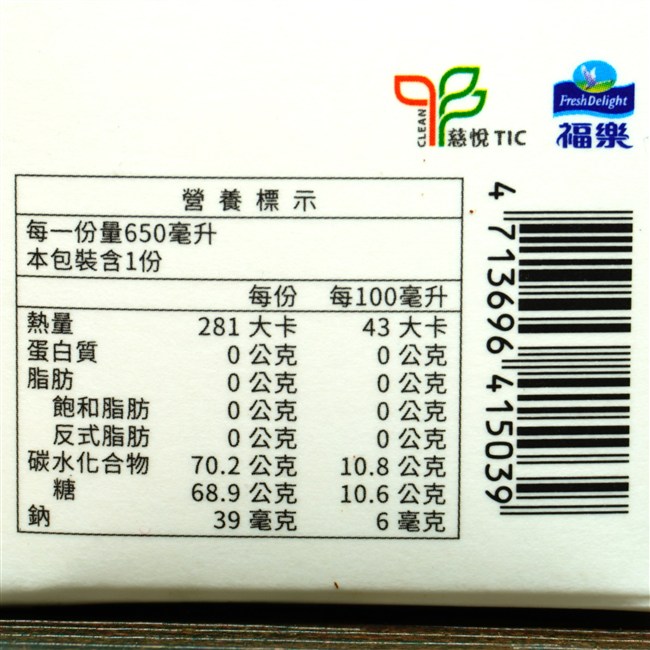 CLEAN
慈悅 TIC
Fresh Delight
福樂
營養標示
每一份量650毫升
本包裝含1份
每份 每100毫升
熱量 281 大卡 43 大卡
蛋白質 0 公克 0 公克
脂肪 0 公克 0 公克
飽和脂肪 0 公克 0 公克
反式脂肪 0 公克 0 公克
碳水化合物 70.2 公克 10.8 公克
糖 68.9 公克 10.6 公克
鈉 39 毫克 6 毫克
4 713696 415039